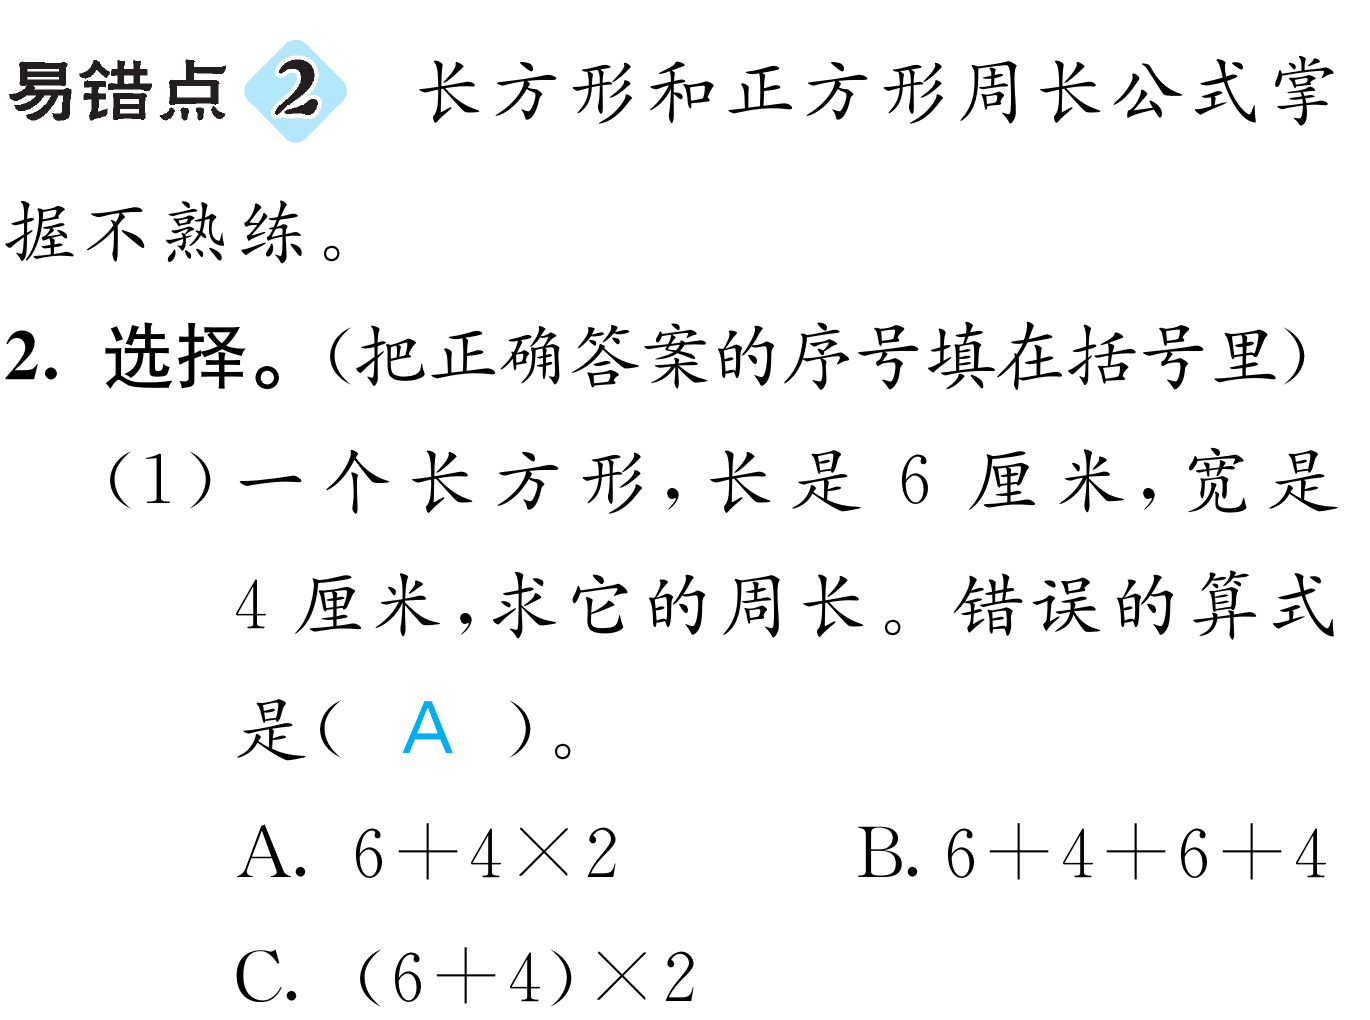 易错点 2 长方形和正方形周长公式掌
握不熟练。
2. 选择。(把正确答案的序号填在括号里)
(1)一个长方形,长是 6 厘米,宽是
4 厘米,求它的周长。错误的算式
是( A )。
A. 6+4×2 B. 6+4+6+4
C. (6+4)×2